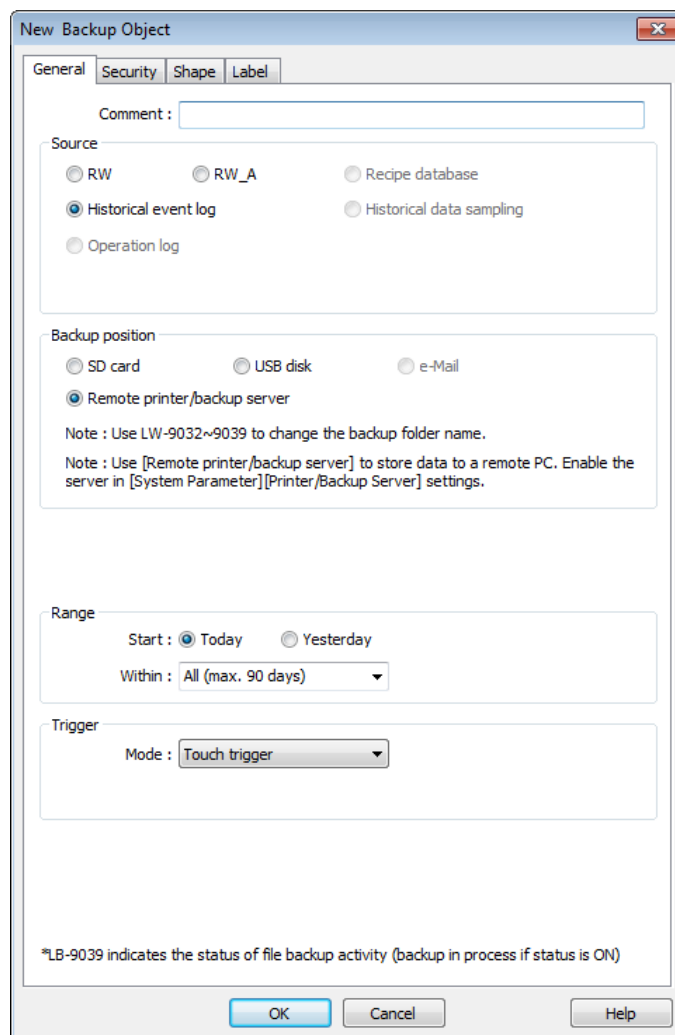 New Backup Object
General Security Shape Label
Comment :
Source
RW RW_A Recipe database
Historical event log Historical data sampling
Operation log
Backup position
SD card USB disk e-Mail
Remote printer/backup server
Note : Use LW-9032~9039 to change the backup folder name.
Note : Use [Remote printer/backup server] to store data to a remote PC. Enable the
server in [System Parameter][Printer/Backup Server] settings.
Range
Start : Today Yesterday
Within : All (max. 90 days)
Trigger
Mode : Touch trigger
*LB-9039 indicates the status of file backup activity (backup in process if status is ON)
OK Cancel Help